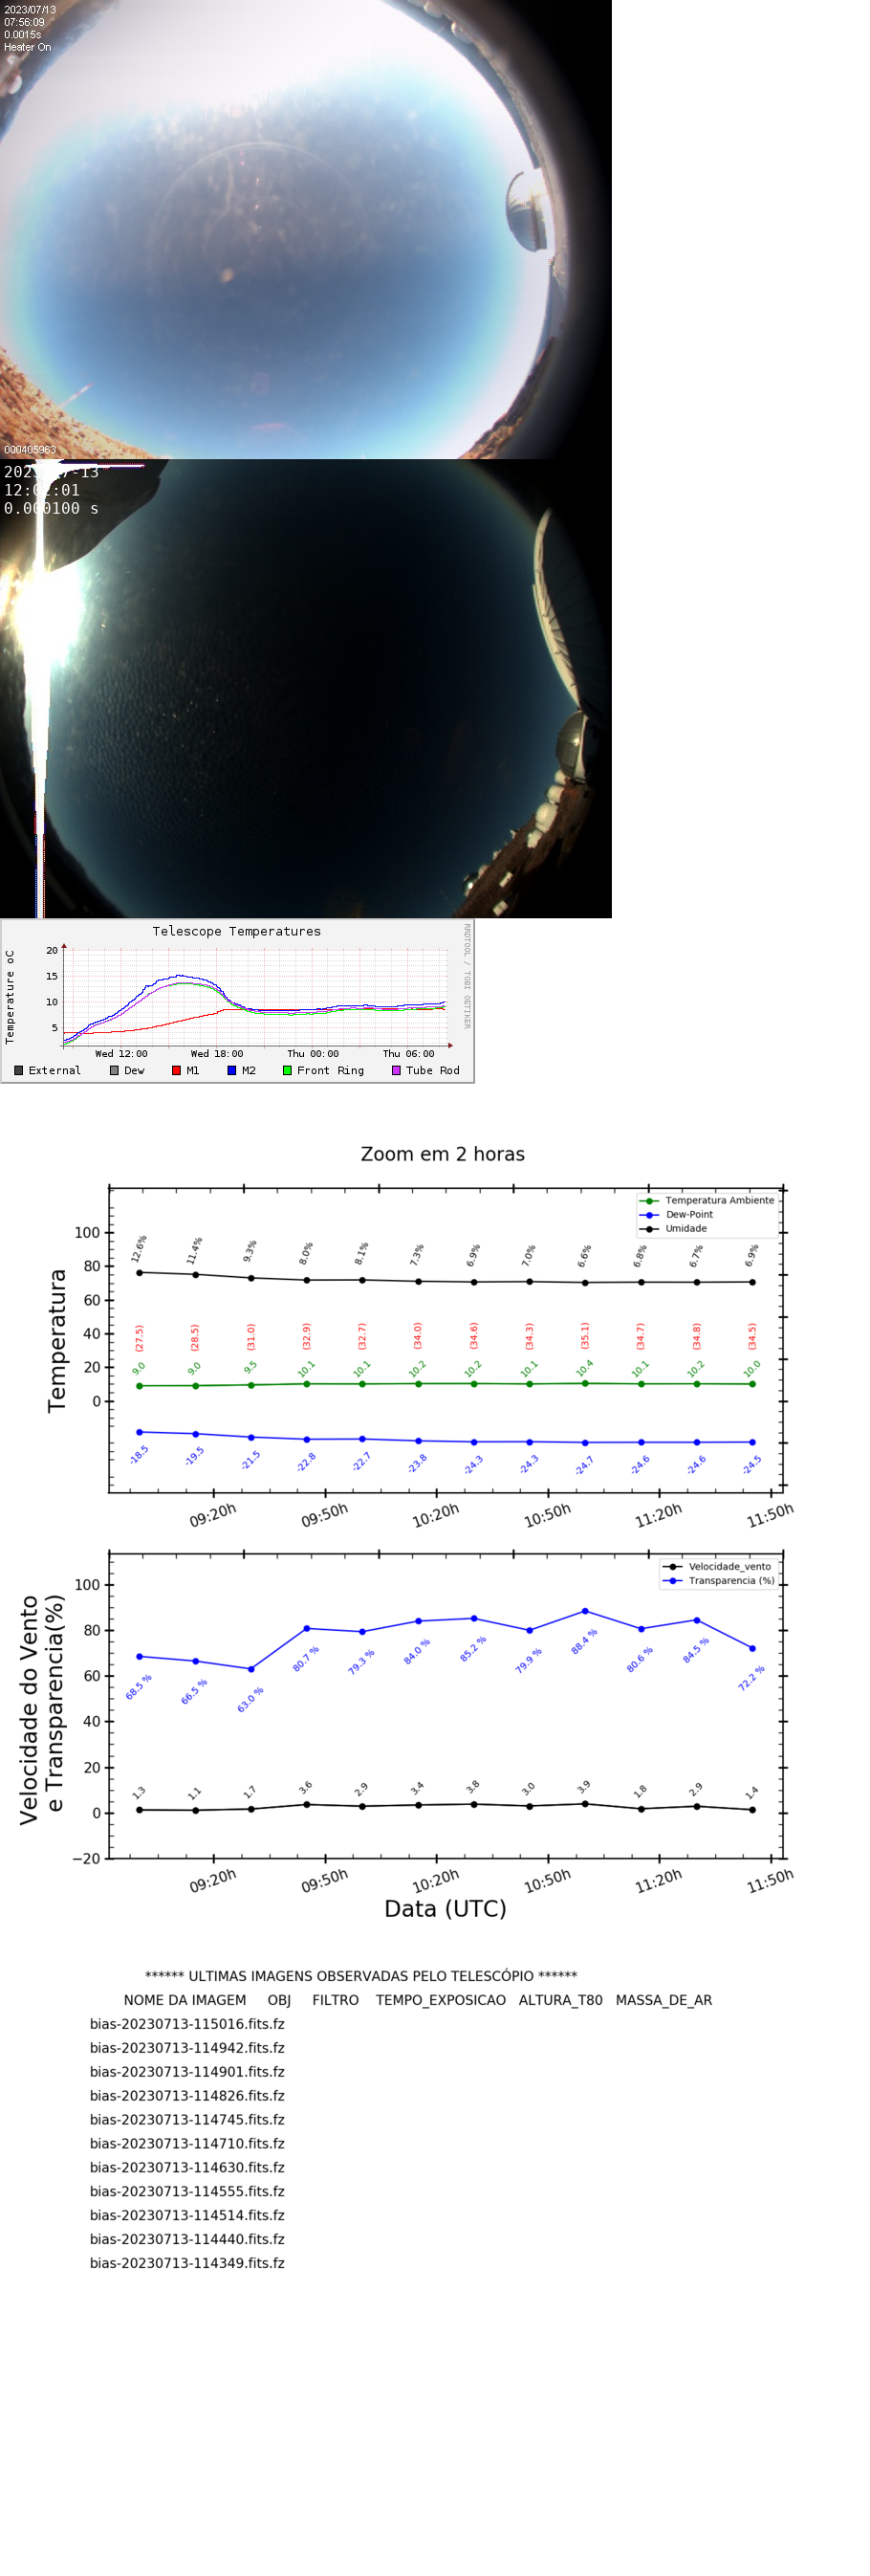 2023/07/13
07:56:09
0.0015s
Heater On
000405963
12: :01
0.000100 s
Telescope Temperatures
RRDTOOL / TOBI OETIKER
Temperature oC
20
15
10
5
Wed 12:00 Wed 18:00 Thu 00:00 Thu 06:00
External Dew M1 M2 Front Ring Tube Rod
Zoom em 2 horas
Temperatura Ambiente
Dew-Point
Umidade
Temperatura
100
80
60
40
20
0
12.6% 11.4% 9.3% 8.0% 8.1% 7.3% 6.9% 7.0% 6.6% 6.8% 6.7% 6.9%
(27.5) (28.5) (31.0) (32.9) (32.7) (34.0) (34.6) (34.3) (35.1) (34.7) (34.8) (34.5)
9.0 9.0 9.5 10.1 10.1 10.2 10.2 10.1 10.4 10.1 10.2 10.0
-18.5 -19.5 -21.5 -22.8 -22.7 -23.8 -24.3 -24.3 -24.7 -24.6 -24.6 -24.5
09:20h 09:50h 10:20h 10:50h 11:20h 11:50h
Velocidade_vento
Transparencia (%)
Velocidade do Vento
e Transparencia(%)
100
80
60
40
20
0
−20
68.5 % 66.5 % 63.0 % 80.7 % 79.3 % 84.0 % 85.2 % 79.9 % 88.4 % 80.6 % 84.5 % 72.2 %
1.3 1.1 1.7 3.6 2.9 3.4 3.8 3.0 3.9 1.8 2.9 1.4
09:20h 09:50h 10:20h 10:50h 11:20h 11:50h
Data (UTC)
****** ULTIMAS IMAGENS OBSERVADAS PELO TELESCÓPIO ******
NOME DA IMAGEM OBJ FILTRO TEMPO_EXPOSICAO ALTURA_T80 MASSA_DE_AR
bias-20230713-115016.fits.fz
bias-20230713-114942.fits.fz
bias-20230713-114901.fits.fz
bias-20230713-114826.fits.fz
bias-20230713-114745.fits.fz
bias-20230713-114710.fits.fz
bias-20230713-114630.fits.fz
bias-20230713-114555.fits.fz
bias-20230713-114514.fits.fz
bias-20230713-114440.fits.fz
bias-20230713-114349.fits.fz